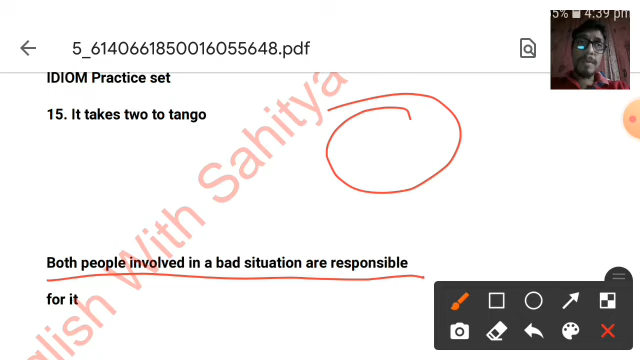 5% 4:39 pm
5_6140661850016055648.pdf
IDIOM Practice set
15. It takes two to tango
glish With Sahitya
Both people involved in a bad situation are responsible
for it